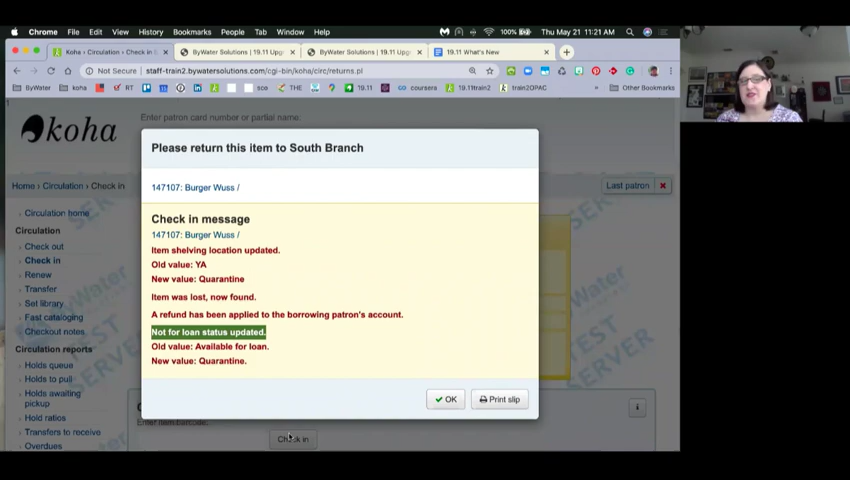 Chrome File Edit View History Bookmarks People Tab Window Help 100% Thu May 21 11:21 AM
Koha › Circulation › Check in
ByWater Solutions | 19.11 Upg
ByWater Solutions | 19.11 Upg
19.11 What's New
Not Secure | staff-train2.bywatersolutions.com/cgi-bin/koha/circ/returns.pl
ByWater koha RT sco THE 19.11 coursera 19.11train2 train2OPAC » Other Bookmarks
koha
Enter patron card number or partial name.
Home › Circulation › Check in
Last patron
Circulation home
Circulation
Check out
Check in
Renew
Transfer
Set library
Fast cataloging
Checkout notes
Circulation reports
Holds queue
Holds to pull
Holds awaiting
pickup
Hold ratios
Transfers to receive
Overdues
Please return this item to South Branch
147107: Burger Wuss /
Check in message
147107: Burger Wuss /
Item shelving location updated.
Old value: YA
New value: Quarantine
Item was lost, now found.
A refund has been applied to the borrowing patron's account.
Not for loan status updated.
Old value: Available for loan.
New value: Quarantine.
OK
Print slip
Enter item barcode:
Check in